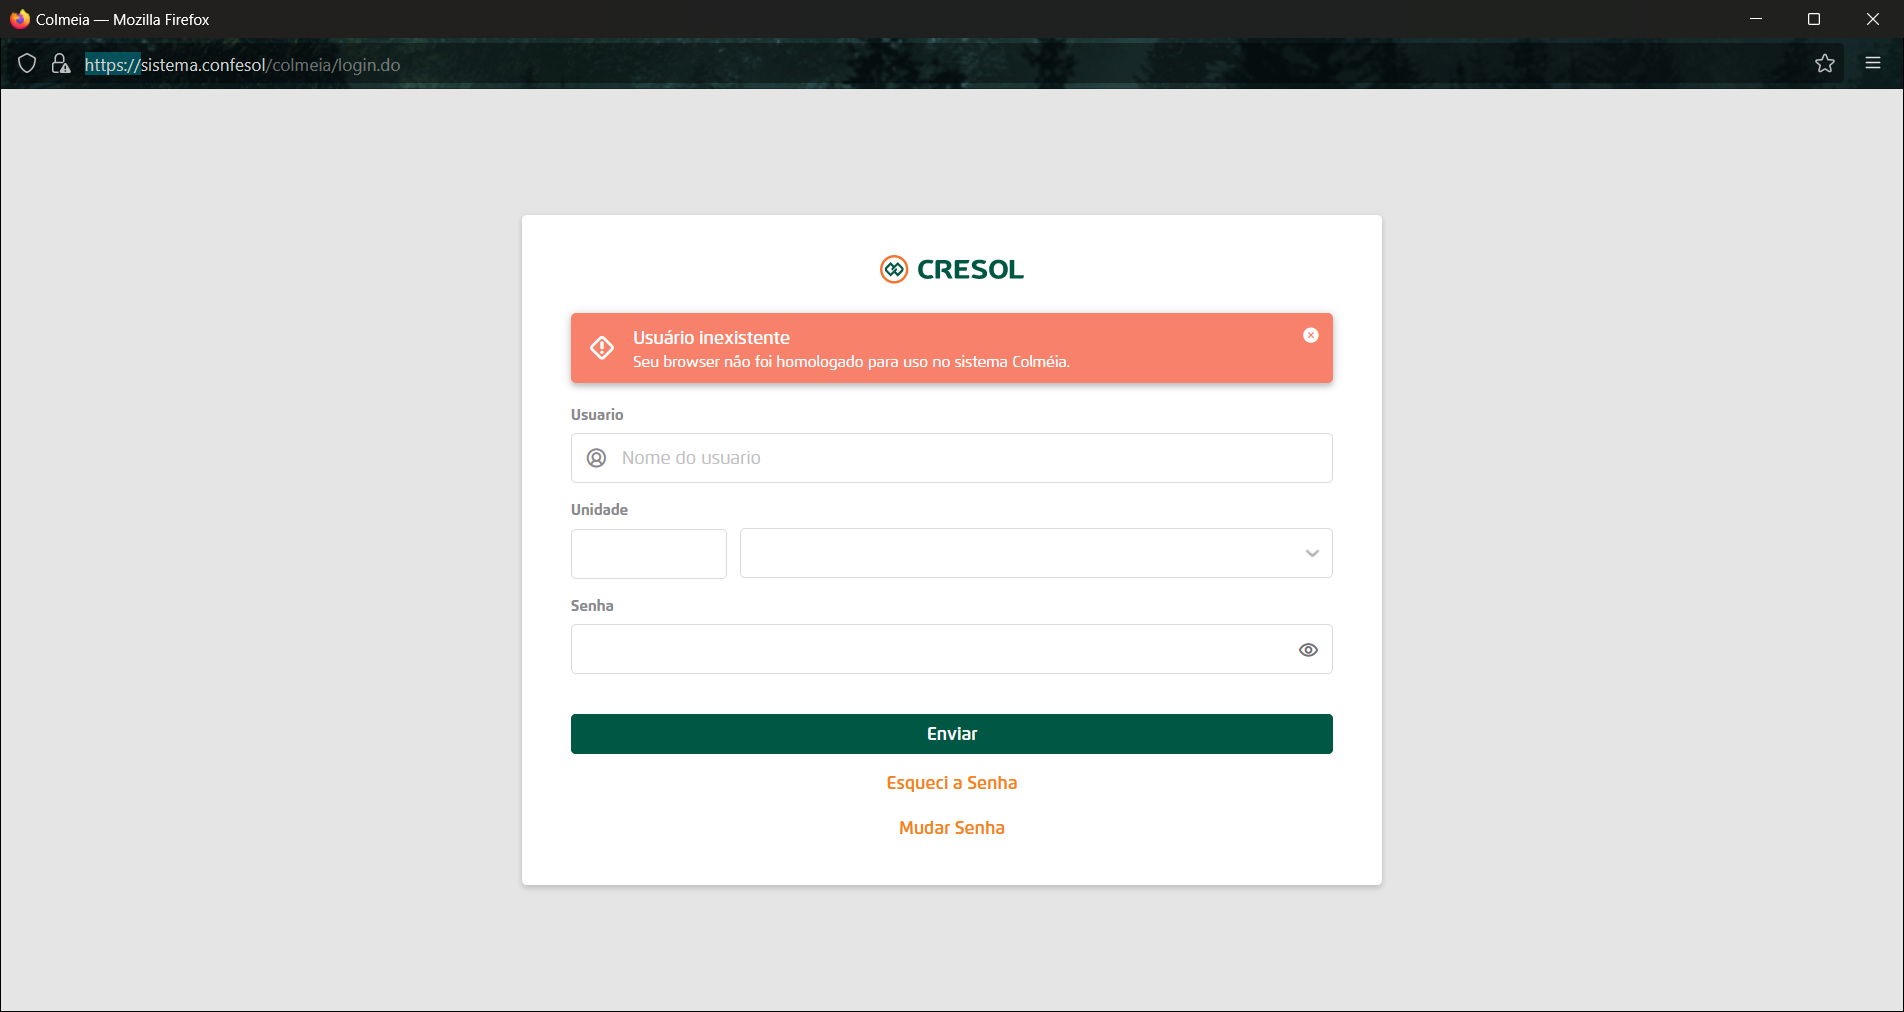 Colmeia — Mozilla Firefox
https://sistema.confesol/colmeia/login.do
CRESOL
Usuário inexistente
Seu browser não foi homologado para uso no sistema Colméia.
Usuario
Nome do usuario
Unidade
Senha
Enviar
Esqueci a Senha
Mudar Senha